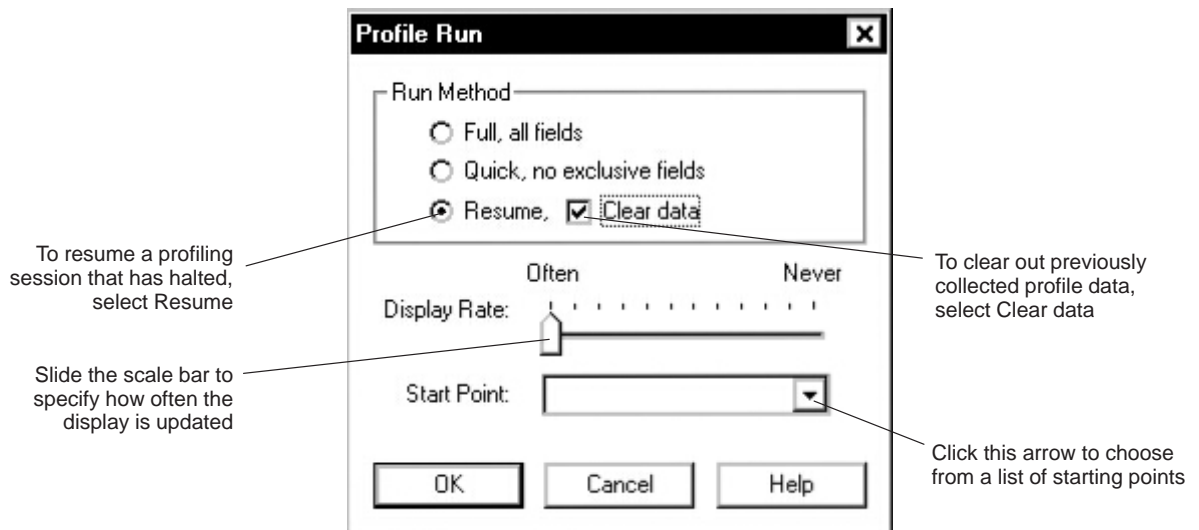 Profile Run
Run Method
Full, all fields
Quick, no exclusive fields
Resume, Clear data
To resume a profiling
session that has halted,
select Resume
To clear out previously
collected profile data,
select Clear data
Often Never
Display Rate:
Slide the scale bar to
specify how often the
display is updated
Start Point:
Click this arrow to choose
from a list of starting points
OK Cancel Help